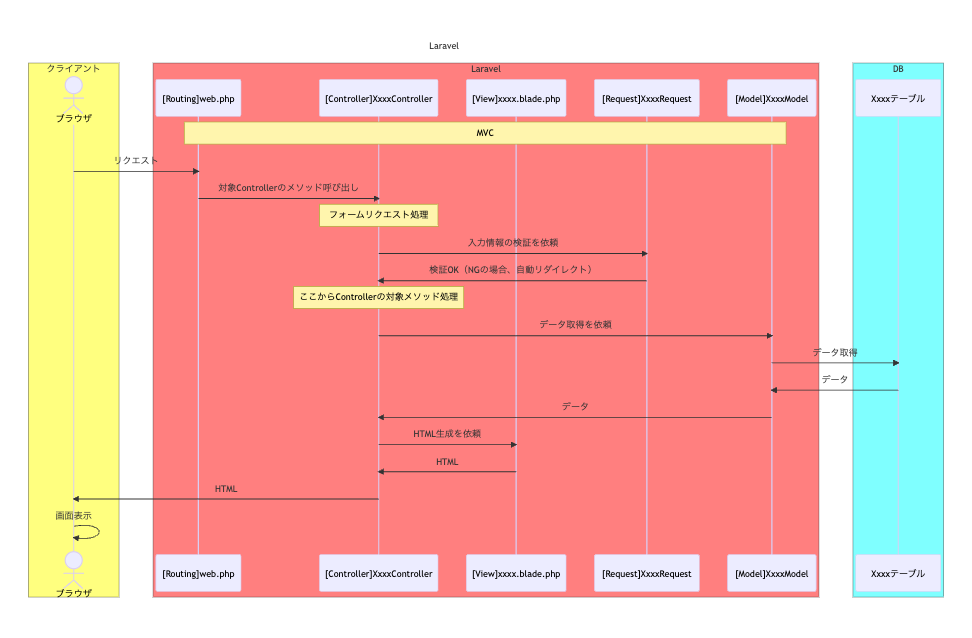 Laravel
クライアント
Laravel
DB
ブラウザ
[Routing]web.php
[Controller]XxxxController
[View]xxxx.blade.php
[Request]XxxxRequest
[Model]XxxxModel
Xxxxテーブル
MVC
リクエスト
対象Controllerのメソッド呼び出し
フォームリクエスト処理
入力情報の検証を依頼
検証OK（NGの場合、自動リダイレクト）
ここからControllerの対象メソッド処理
データ取得を依頼
データ取得
データ
データ
HTML生成を依頼
HTML
HTML
画面表示
ブラウザ
[Routing]web.php
[Controller]XxxxController
[View]xxxx.blade.php
[Request]XxxxRequest
[Model]XxxxModel
Xxxxテーブル